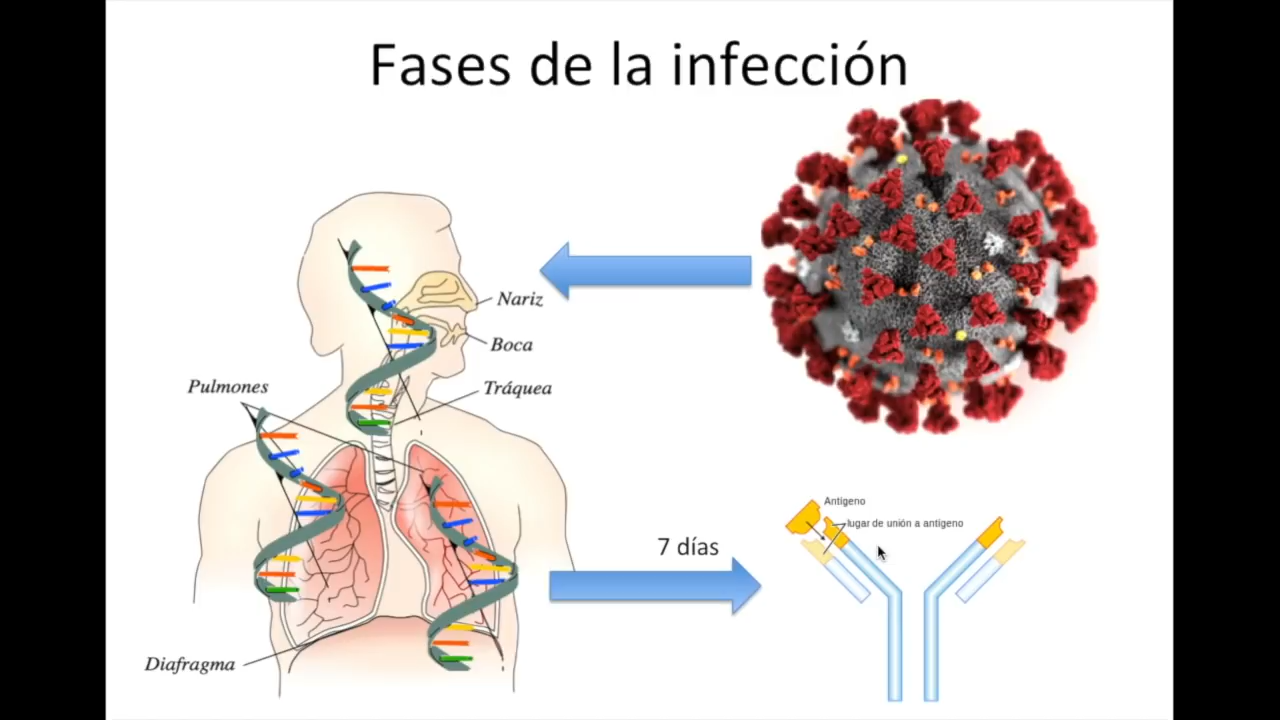 Fases de la infección
Nariz
Boca
Tráquea
Pulmones
Diafragma
7 días
Antígeno
lugar de unión a antígeno